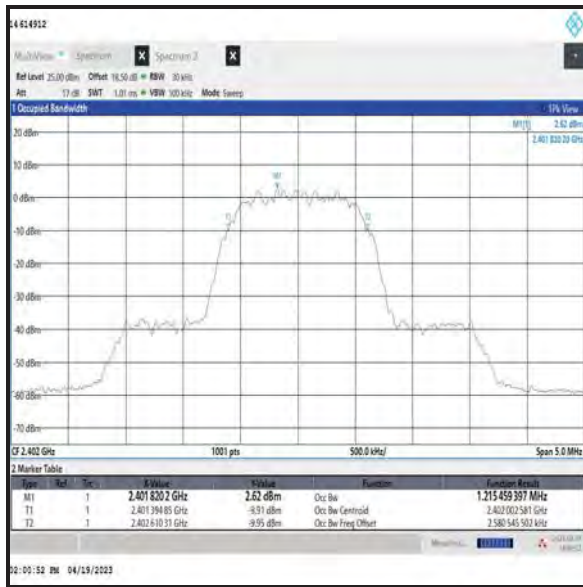 14 614912
MultiView Spectrum X Spectrum 2 X
Ref Level 25.00 dBm Offset 16.50 dB RBW 30 kHz
Att 17 dB SWT 1.01 ms VBW 100 kHz Mode Sweep
1 Occupied Bandwidth 1Pk View
M1[1] 2.62 dBm
2.401 820 20 GHz
20 dBm
M1
0 dBm
-10 dBm
-20 dBm
-30 dBm
-40 dBm
-50 dBm
-60 dBm
-70 dBm
CF 2.402 GHz 1001 pts 500.0 kHz/ Span 5.0 MHz
2 Marker Table
Type Ref Trc X-Value Y-Value Function Function Results
M1 1 2.401 820 2 GHz 2.62 dBm Occ Bw 1.215 459 397 MHz
T1 1 2.401 394 85 GHz -9.91 dBm Occ Bw Centroid 2.402 002 581 GHz
T2 1 2.402 610 31 GHz -9.95 dBm Occ Bw Freq Offset 2.580 545 502 kHz
02:00:52 PM 04/19/2023